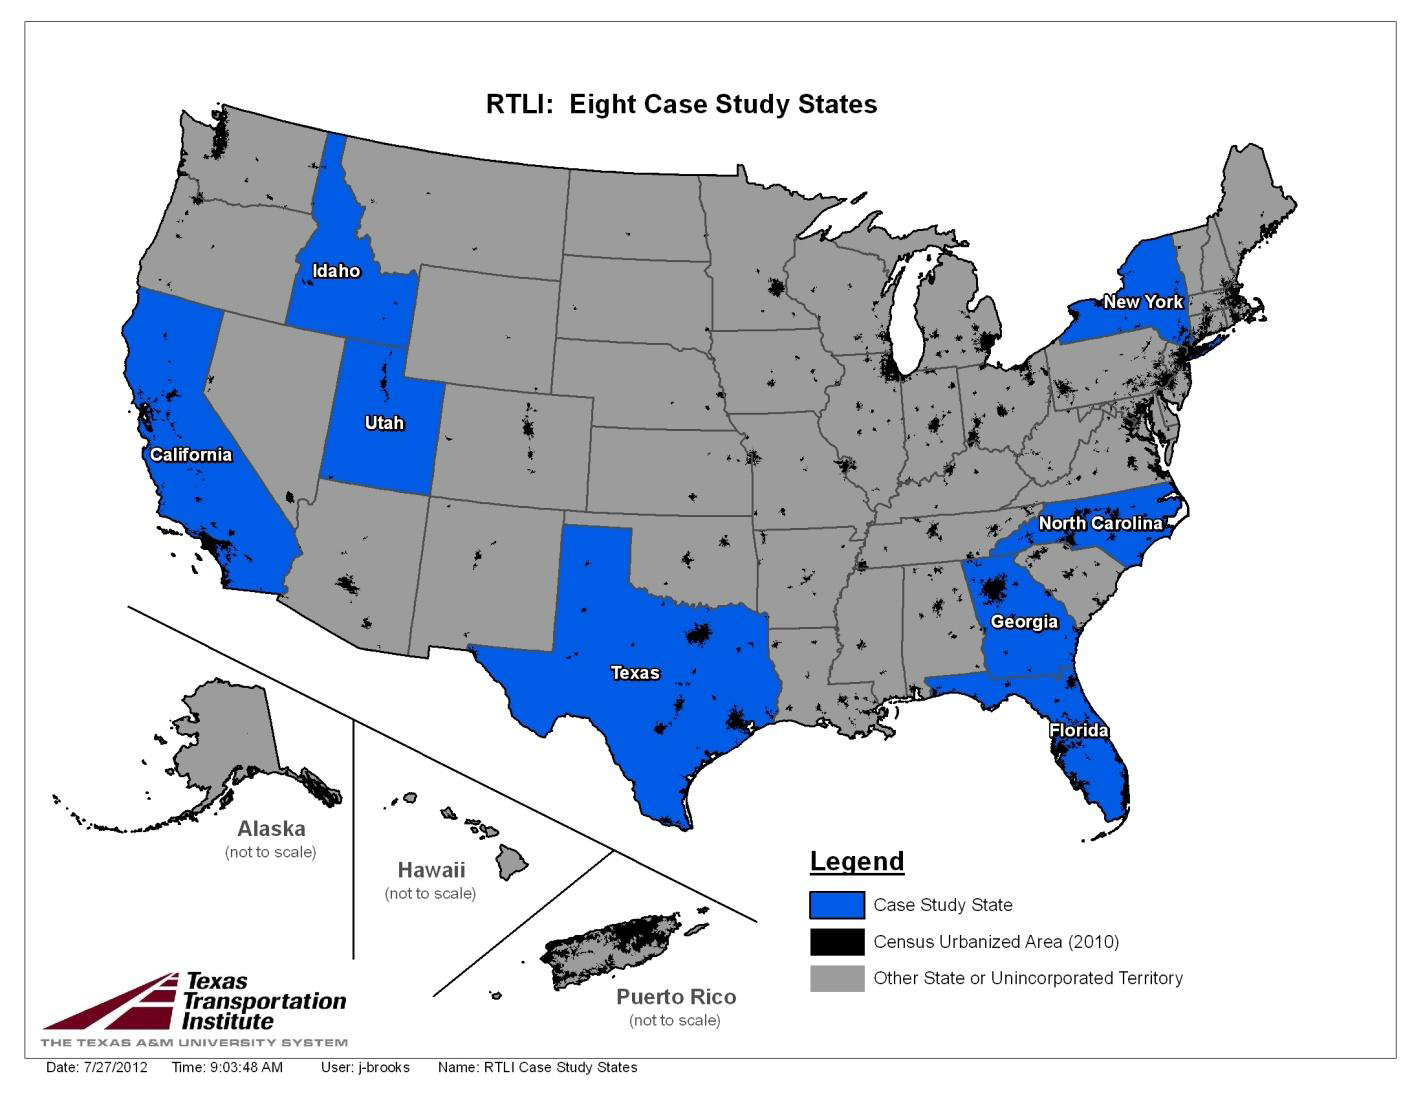 RTLI: Eight Case Study States
Idaho
New York
Utah
California
North Carolina
Georgia
Texas
Florida
Alaska
(not to scale)
Hawaii
(not to scale)
Puerto Rico
(not to scale)
Legend
Case Study State
Census Urbanized Area (2010)
Other State or Unincorporated Territory
Texas
Transportation
Institute
THE TEXAS A&M UNIVERSITY SYSTEM
Date: 7/27/2012 Time: 9:03:48 AM User: j-brooks Name: RTLI Case Study States